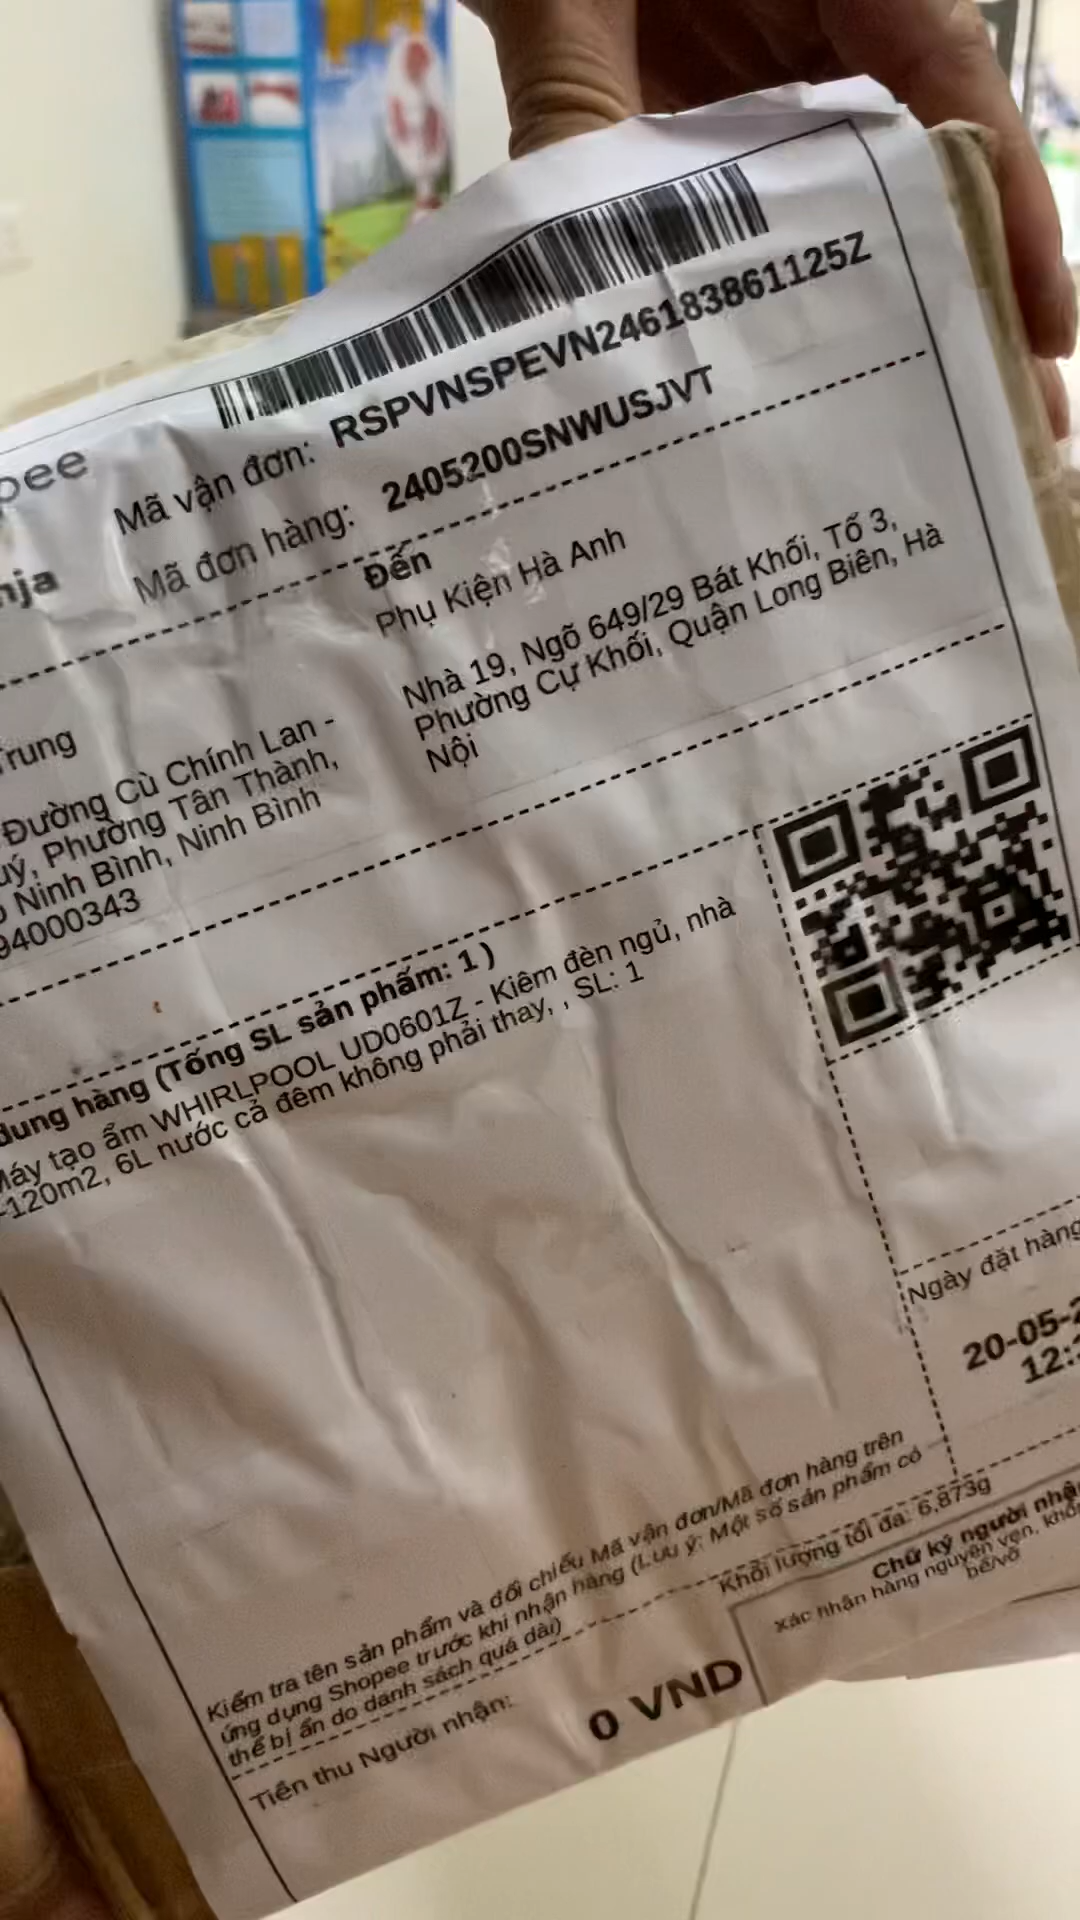 pee
Mã vận đơn: RSPVNSPEVN246183861125Z
Mã đơn hàng: 2405200SNWUSJVT
nja
Đến
Phụ Kiện Hà Anh
Nhà 19, Ngõ 649/29 Bát Khối, Tổ 3,
Phường Cự Khối, Quận Long Biên, Hà
Nội
Trung
Đường Cù Chính Lan -
uý, Phường Tân Thành,
Ninh Bình, Ninh Bình
94000343
dung hàng (Tổng SL sản phẩm: 1 )
Máy tạo ẩm WHIRLPOOL UD0601Z - Kiêm đèn ngủ, nhà
-120m2, 6L nước cả đêm không phải thay, , SL: 1
Ngày đặt hàng
20-05-2
12:
Kiểm tra tên sản phẩm và đối chiếu Mã vận đơn/Mã đơn hàng trên
ứng dụng Shopee trước khi nhận hàng (Lưu ý: Một số sản phẩm có
thể bị ẩn do danh sách quá dài)
Khối lượng tối đa: 6,873g
Tiền thu Người nhận:
0 VND
Chữ ký người nhận
Xác nhận hàng nguyên vẹn, không
bể/vỡ